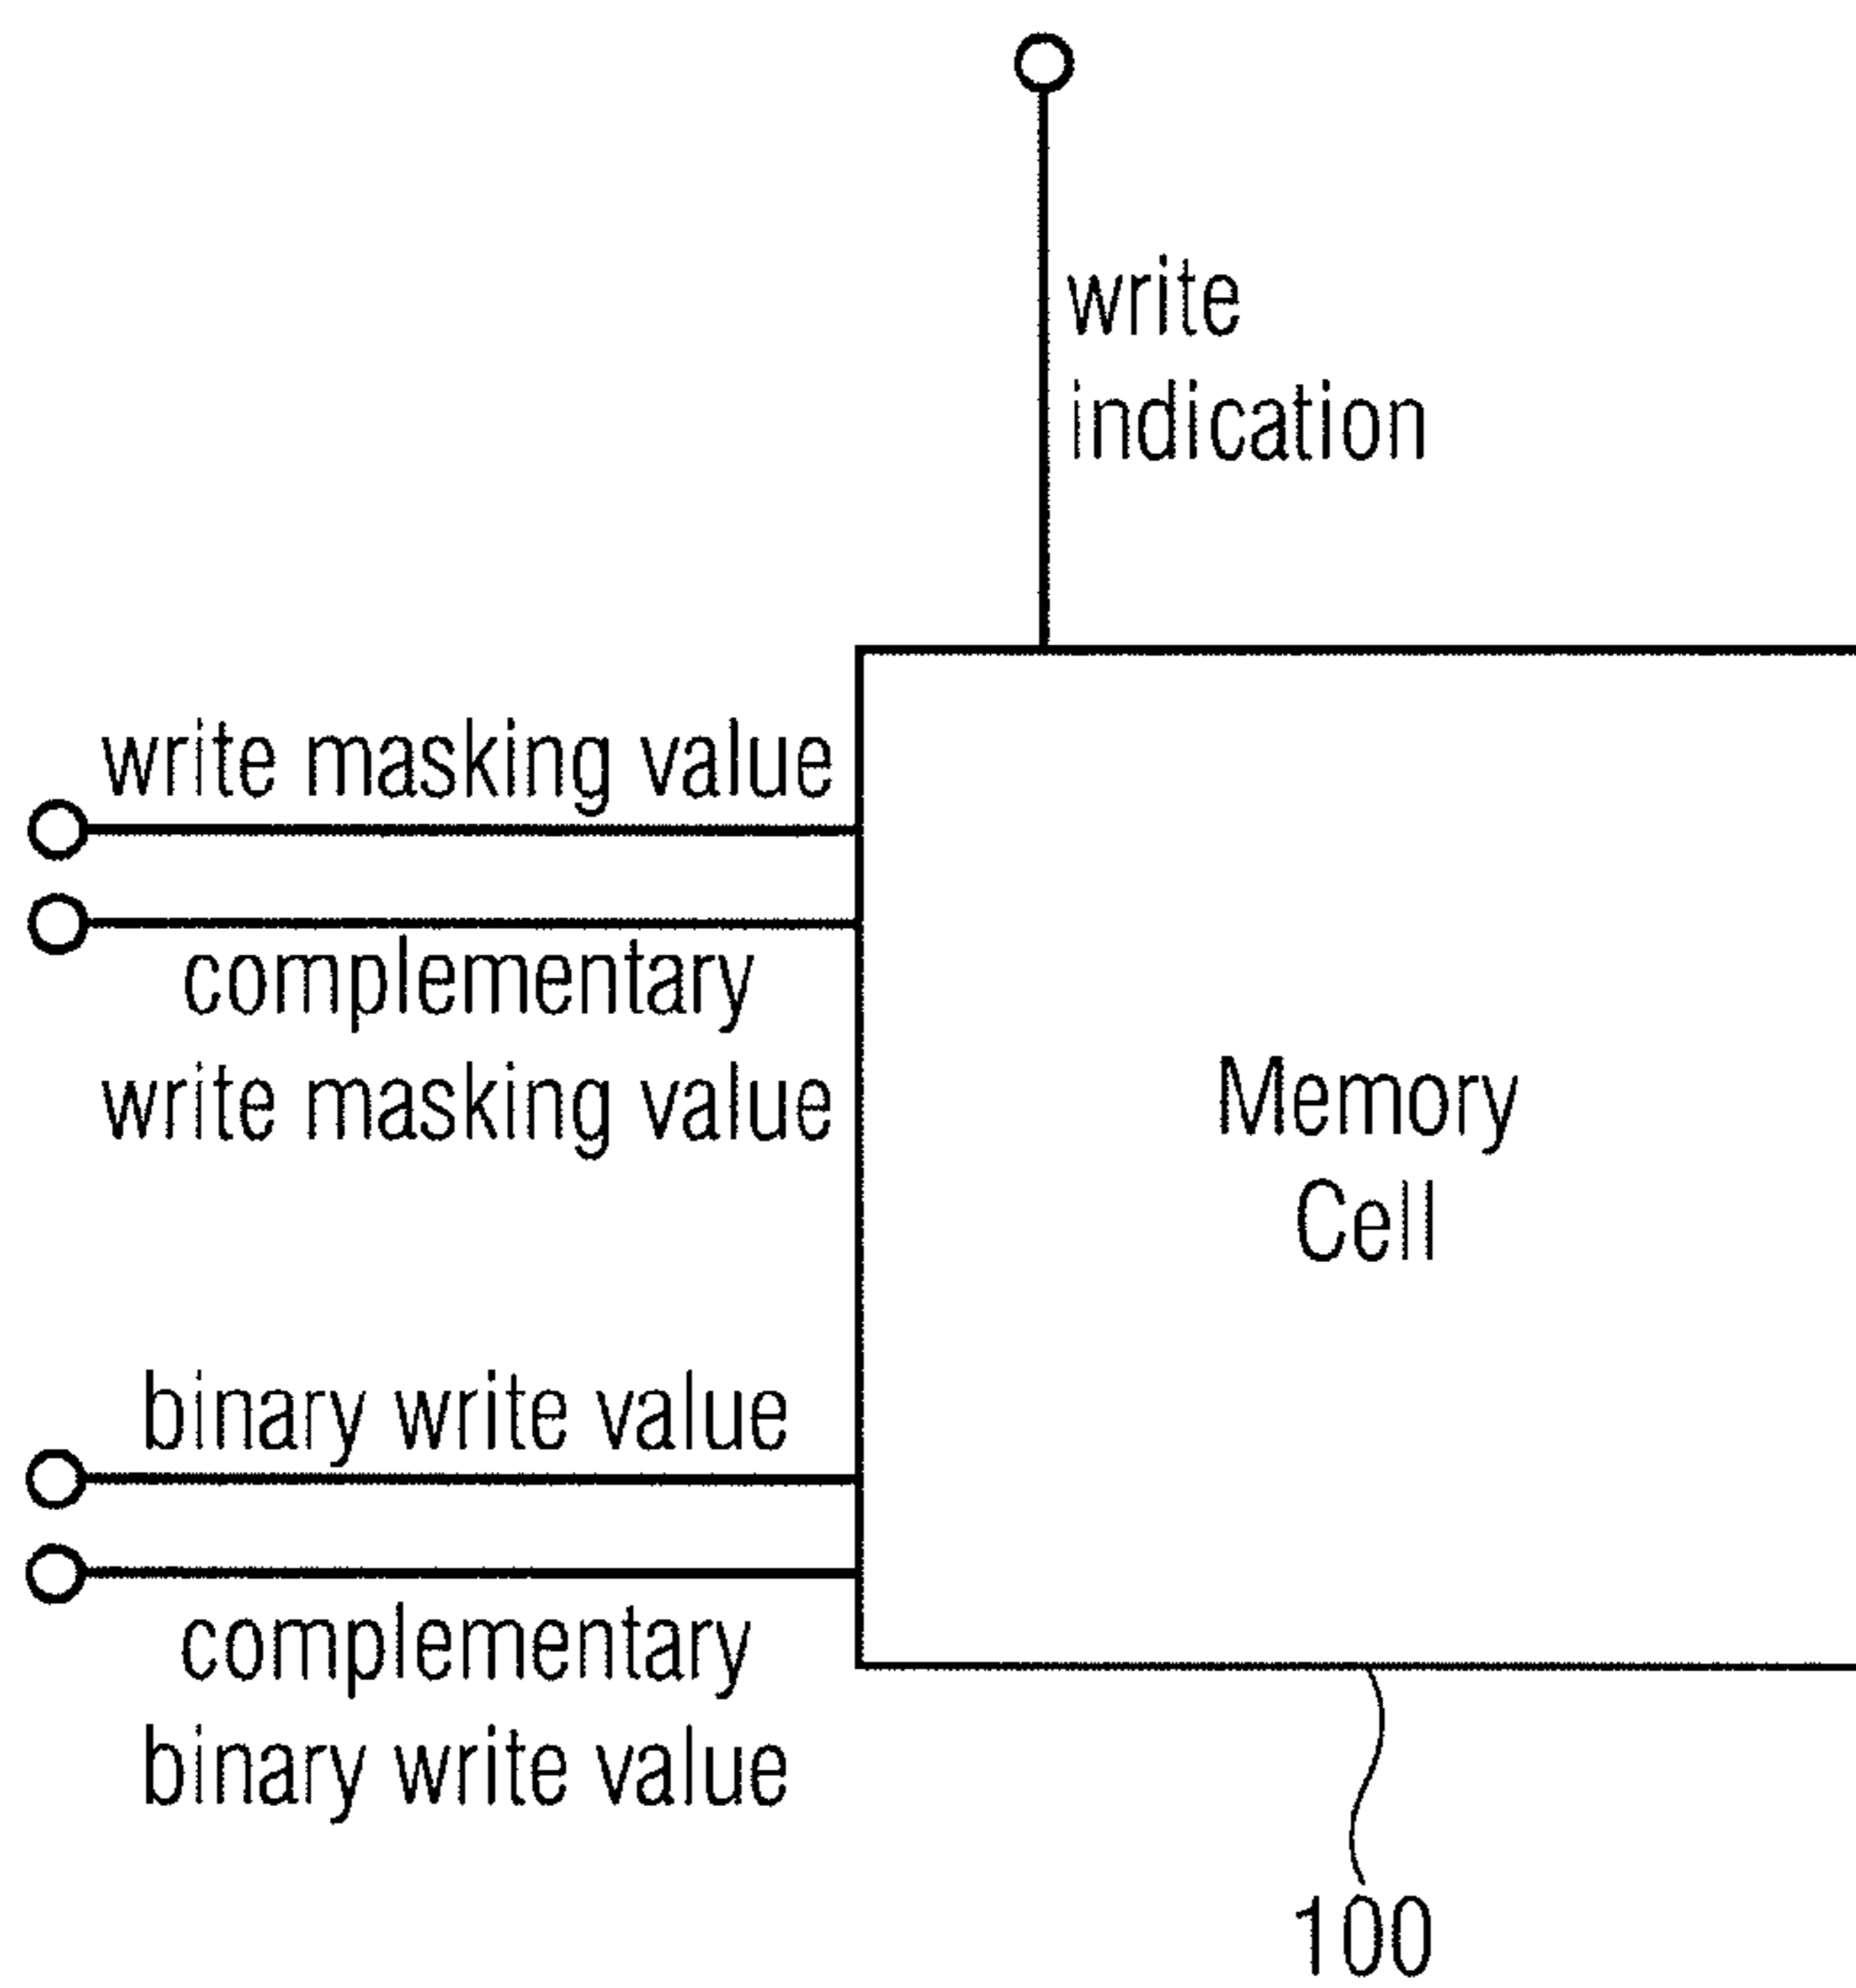 write
indication
write masking value
complementary
write masking value
Memory
Cell
binary write value
complementary
binary write value
100